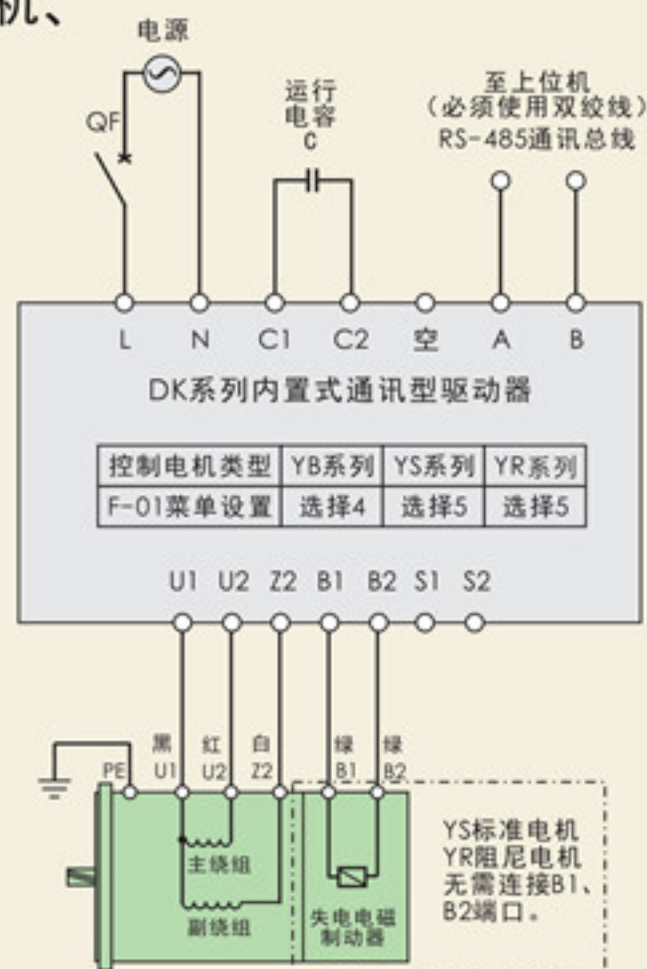 机、
电源
QF
运行
电容
C
至上位机
（必须使用双绞线）
RS-485通讯总线
L N C1 C2 空 A B
DK系列内置式通讯型驱动器
控制电机类型 YB系列 YS系列 YR系列
F-01菜单设置 选择4 选择5 选择5
U1 U2 Z2 B1 B2 S1 S2
黑 红 白 绿 绿
PE U1 U2 Z2 B1 B2
主绕组
副绕组
失电电磁
制动器
YS标准电机
YR阻尼电机
无需连接B1、
B2端口。